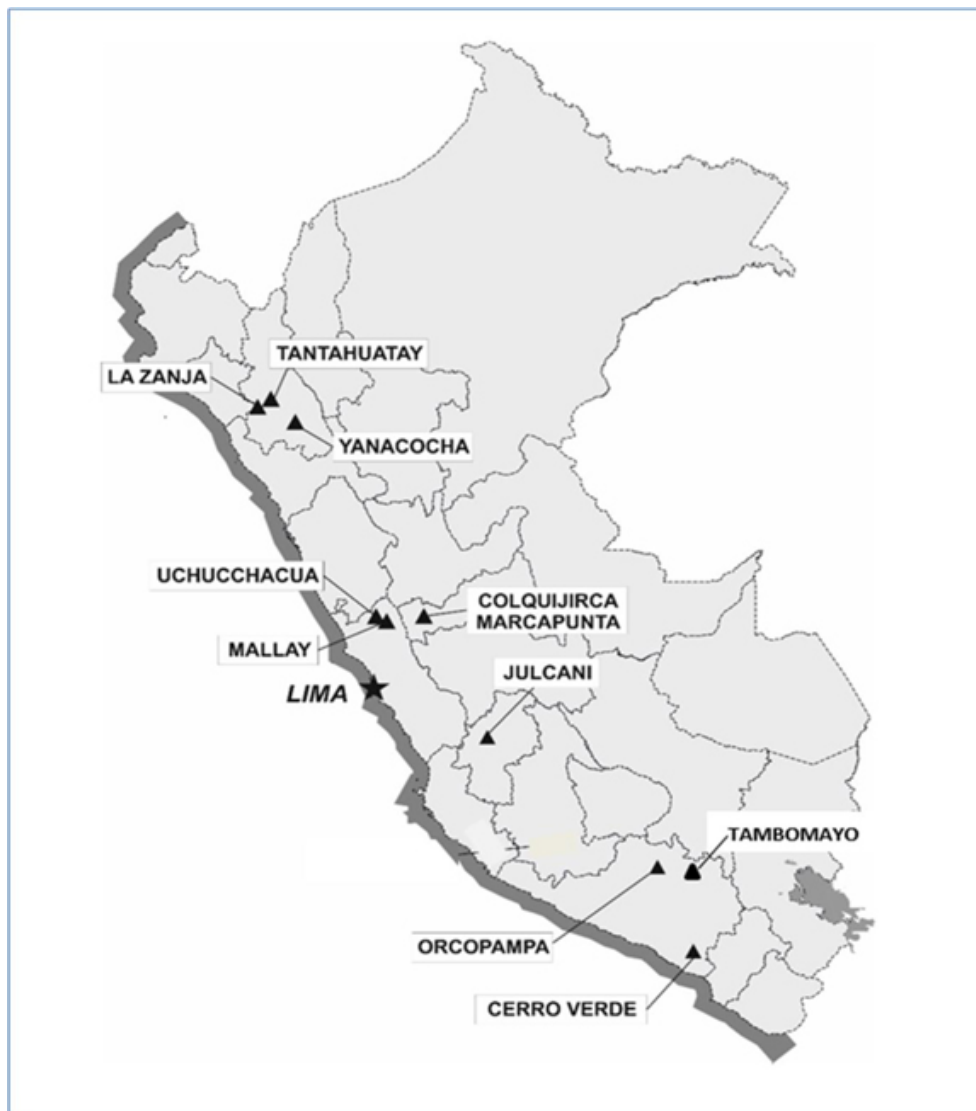 TANTAHUATAY
LA ZANJA
YANACOCHA
UCHUCCHACUA
COLQUIJIRCA
MARCAPUNTA
MALLAY
JULCANI
LIMA
TAMBOMAYO
ORCOPAMPA
CERRO VERDE